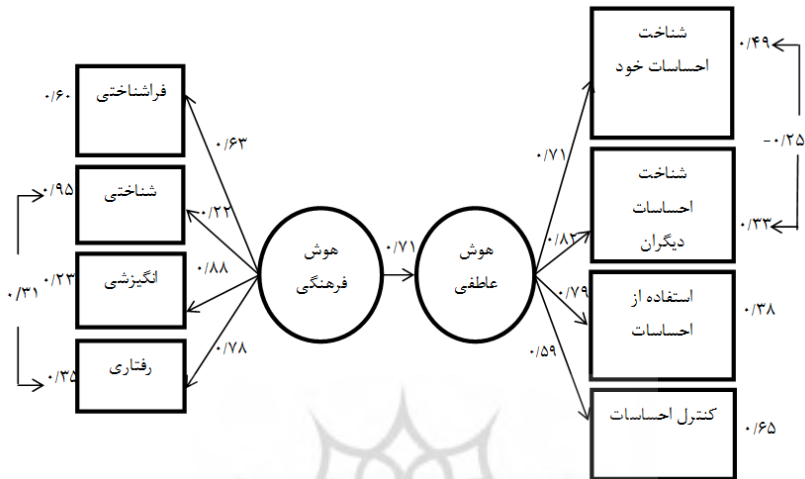 شناخت
احساسات خود
۰/۴۹
-۰/۲۵
۰/۷۱
شناخت
احساسات
دیگران
۰/۳۳
۰/۸۲
استفاده از
احساسات
۰/۳۸
۰/۷۹
کنترل احساسات
۰/۶۵
۰/۵۹
هوش
عاطفی
۰/۷۱
هوش
فرهنگی
فراشناختی
۰/۶۰
۰/۶۳
شناختی
۰/۹۵
۰/۲۲
انگیزشی
۰/۲۳
۰/۸۸
رفتاری
۰/۳۵
۰/۷۸
۰/۳۱